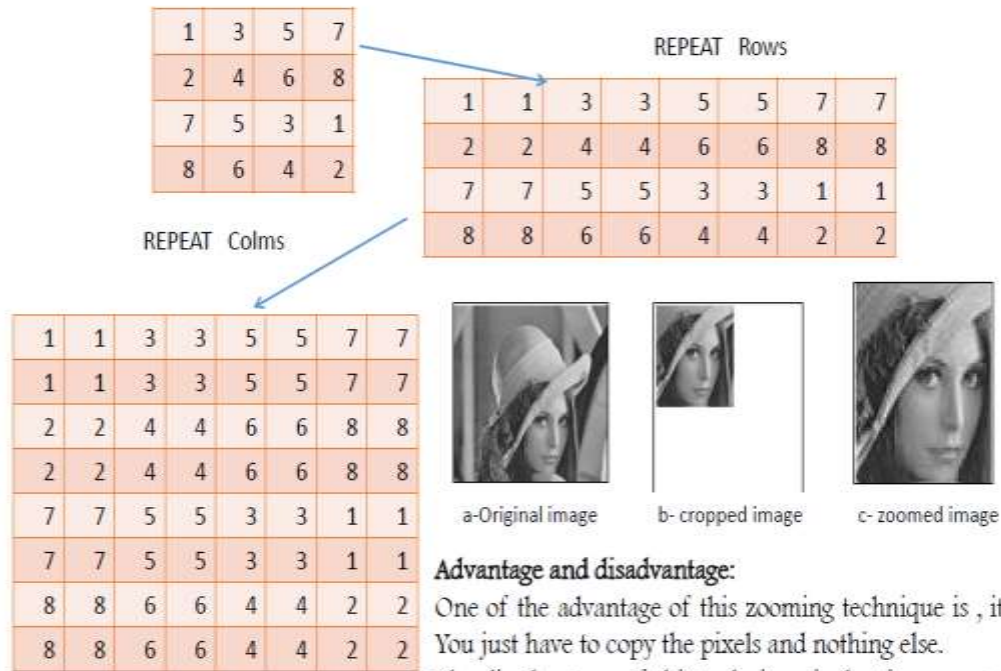 1 3 5 7
2 4 6 8
7 5 3 1
8 6 4 2
REPEAT Rows
1 1 3 3 5 5 7 7
2 2 4 4 6 6 8 8
7 7 5 5 3 3 1 1
8 8 6 6 4 4 2 2
REPEAT Colms
1 1 3 3 5 5 7 7
1 1 3 3 5 5 7 7
2 2 4 4 6 6 8 8
2 2 4 4 6 6 8 8
7 7 5 5 3 3 1 1
7 7 5 5 3 3 1 1
8 8 6 6 4 4 2 2
8 8 6 6 4 4 2 2
a-Original image
b- cropped image
c- zoomed image
Advantage and disadvantage:
One of the advantage of this zooming technique is , it
You just have to copy the pixels and nothing else.